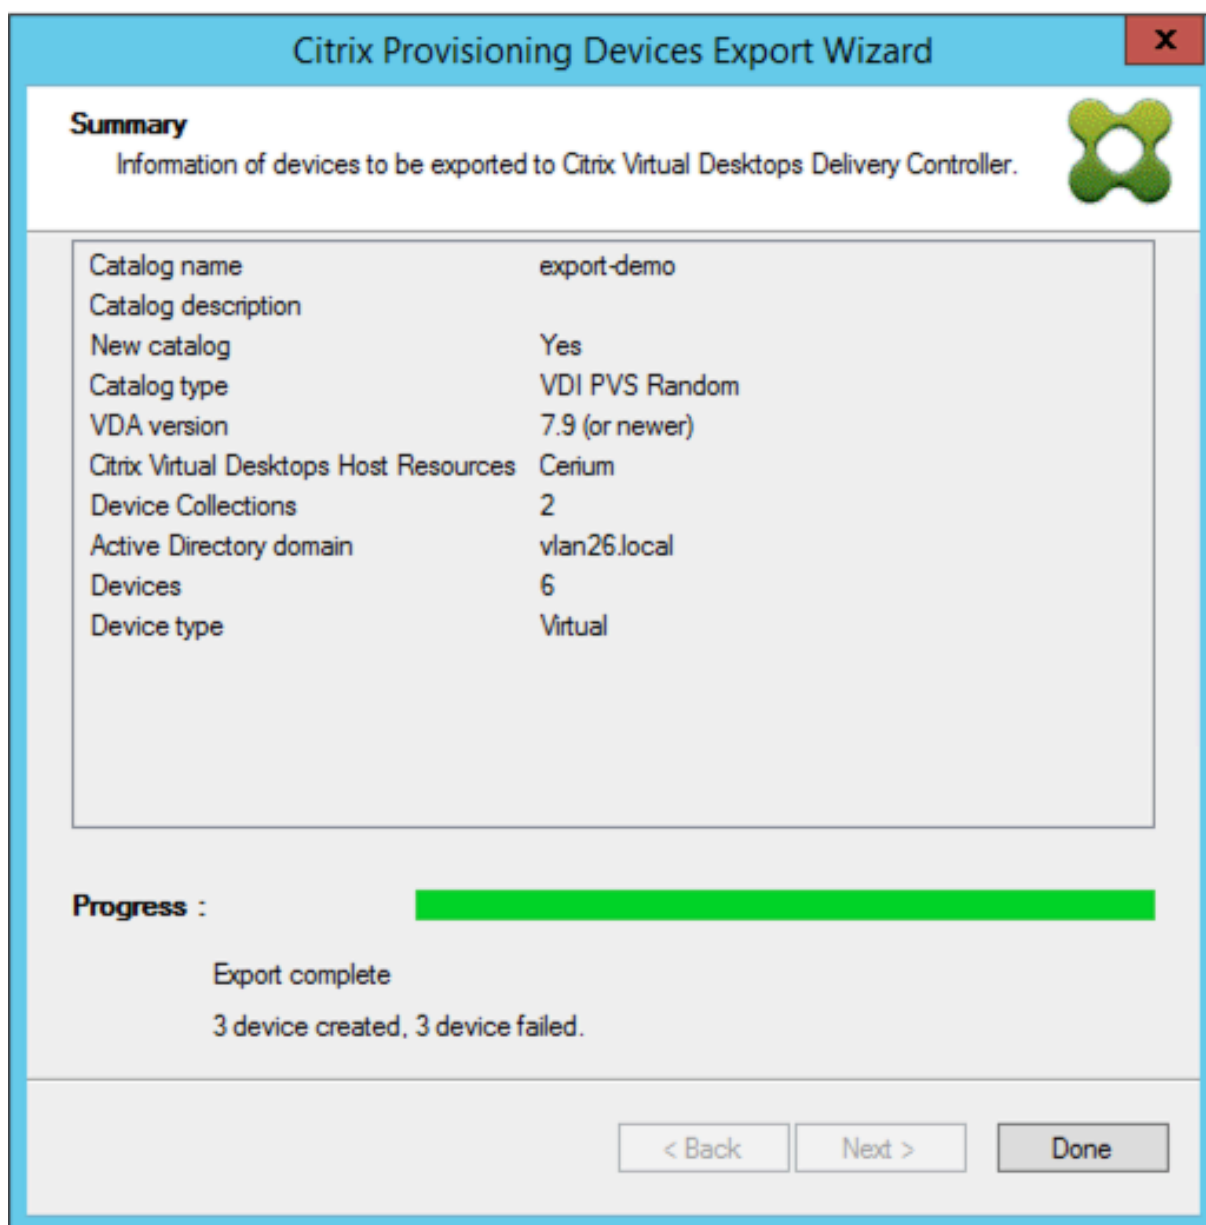 Citrix Provisioning Devices Export Wizard
x
Summary
Information of devices to be exported to Citrix Virtual Desktops Delivery Controller.
Catalog name export-demo
Catalog description
New catalog Yes
Catalog type VDI PVS Random
VDA version 7.9 (or newer)
Citrix Virtual Desktops Host Resources Cerium
Device Collections 2
Active Directory domain vlan26.local
Devices 6
Device type Virtual
Progress :
Export complete
3 device created, 3 device failed.
< Back Next > Done